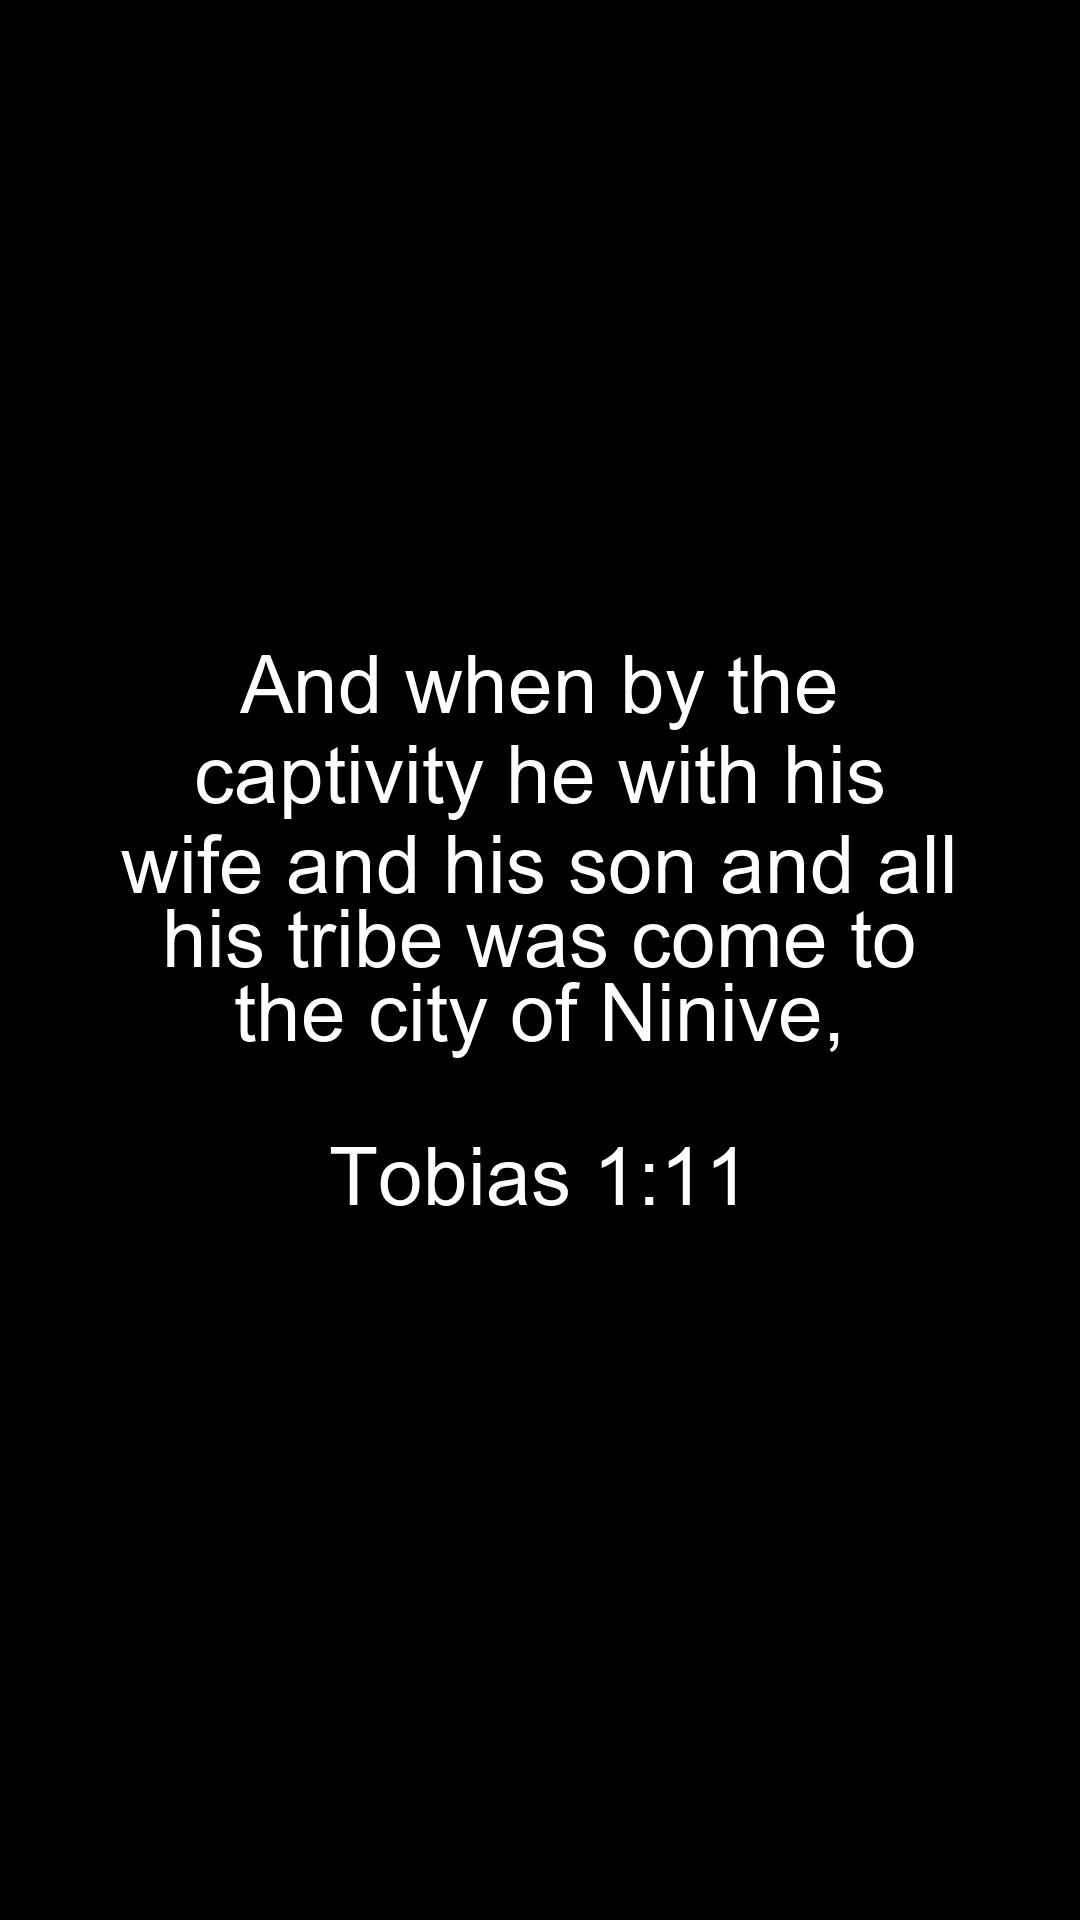 And when by the
captivity he with his
wife and his son and all
his tribe was come to
the city of Ninive,
Tobias 1:11